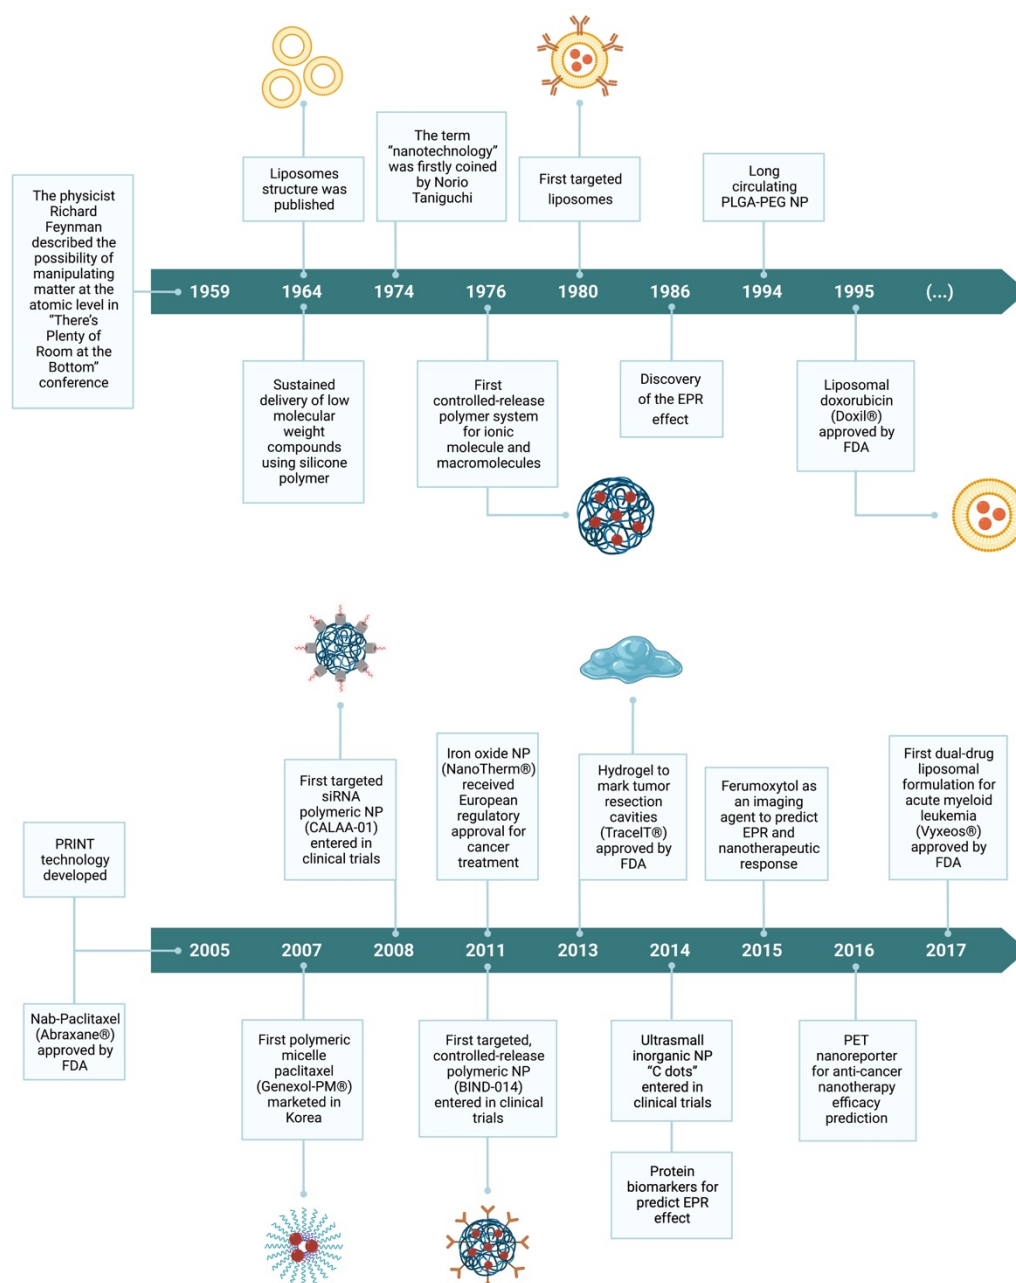 The physicist
Richard
Feynman
described the
possibility of
manipulating
matter at the
atomic level in
“There’s
Plenty of
Room at the
Bottom”
conference
Liposomes
structure was
published
The term
“nanotechnology”
was firstly coined
by Norio
Taniguchi
First targeted
liposomes
Long
circulating
PLGA-PEG NP
1959
1964
1974
1976
1980
1986
1994
1995
(...)
Sustained
delivery of low
molecular
weight
compounds
using silicone
polymer
First
controlled-release
polymer system
for ionic
molecule and
macromolecules
Discovery
of the EPR
effect
Liposomal
doxorubicin
(Doxil®)
approved by
FDA
PRINT
technology
developed
First targeted
siRNA
polymeric NP
(CALAA-01)
entered in
clinical trials
Iron oxide NP
(NanoTherm®)
received
European
regulatory
approval for
cancer
treatment
Hydrogel to
mark tumor
resection
cavities
(TraceIT®)
approved by
FDA
Ferumoxytol as
an imaging
agent to predict
EPR and
nanotherapeutic
response
First dual-drug
liposomal
formulation for
acute myeloid
leukemia
(Vyxeos®)
approved by
FDA
2005
2007
2008
2011
2013
2014
2015
2016
2017
Nab-Paclitaxel
(Abraxane®)
approved by
FDA
First polymeric
micelle
paclitaxel
(Genexol-PM®)
marketed in
Korea
First targeted,
controlled-release
polymeric NP
(BIND-014)
entered in clinical
trials
Ultrasmall
inorganic NP
“C dots”
entered in
clinical trials
Protein
biomarkers for
predict EPR
effect
PET
nanoreporter
for anti-cancer
nanotherapy
efficacy
prediction